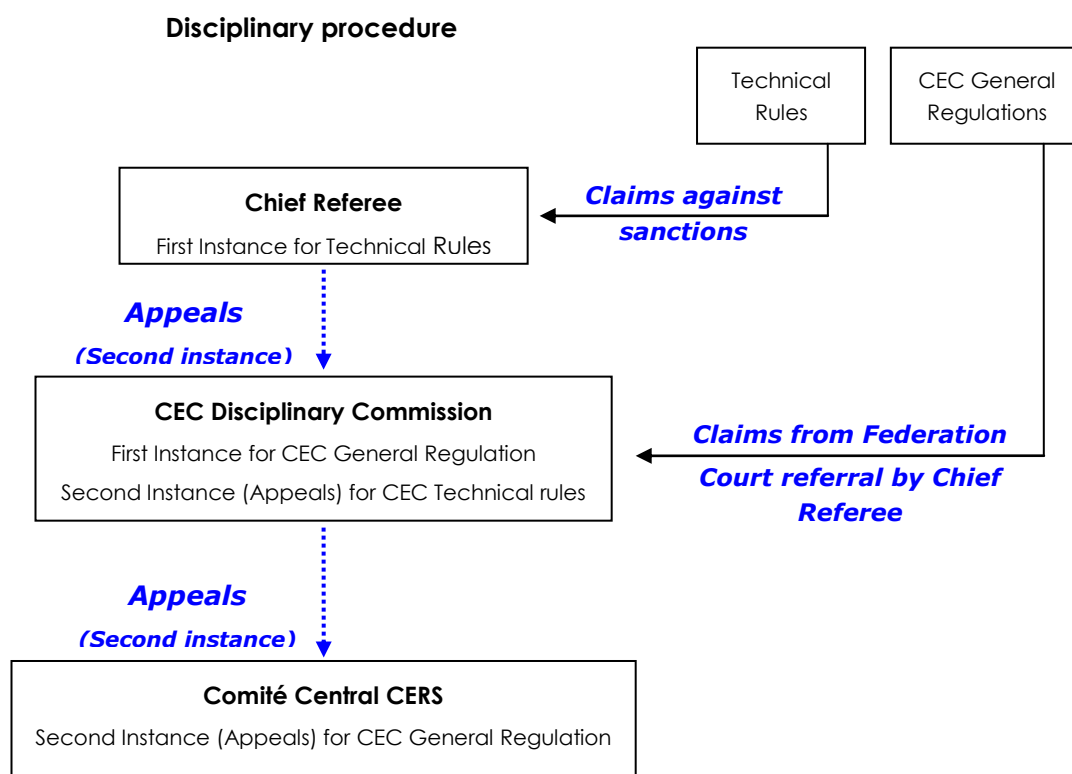 Disciplinary procedure
Technical
Rules
CEC General
Regulations
Chief Referee
First Instance for Technical Rules
Claims against
sanctions
Appeals
(Second instance)
CEC Disciplinary Commission
First Instance for CEC General Regulation
Second Instance (Appeals) for CEC Technical rules
Claims from Federation
Court referral by Chief
Referee
Appeals
(Second instance)
Comité Central CERS
Second Instance (Appeals) for CEC General Regulation